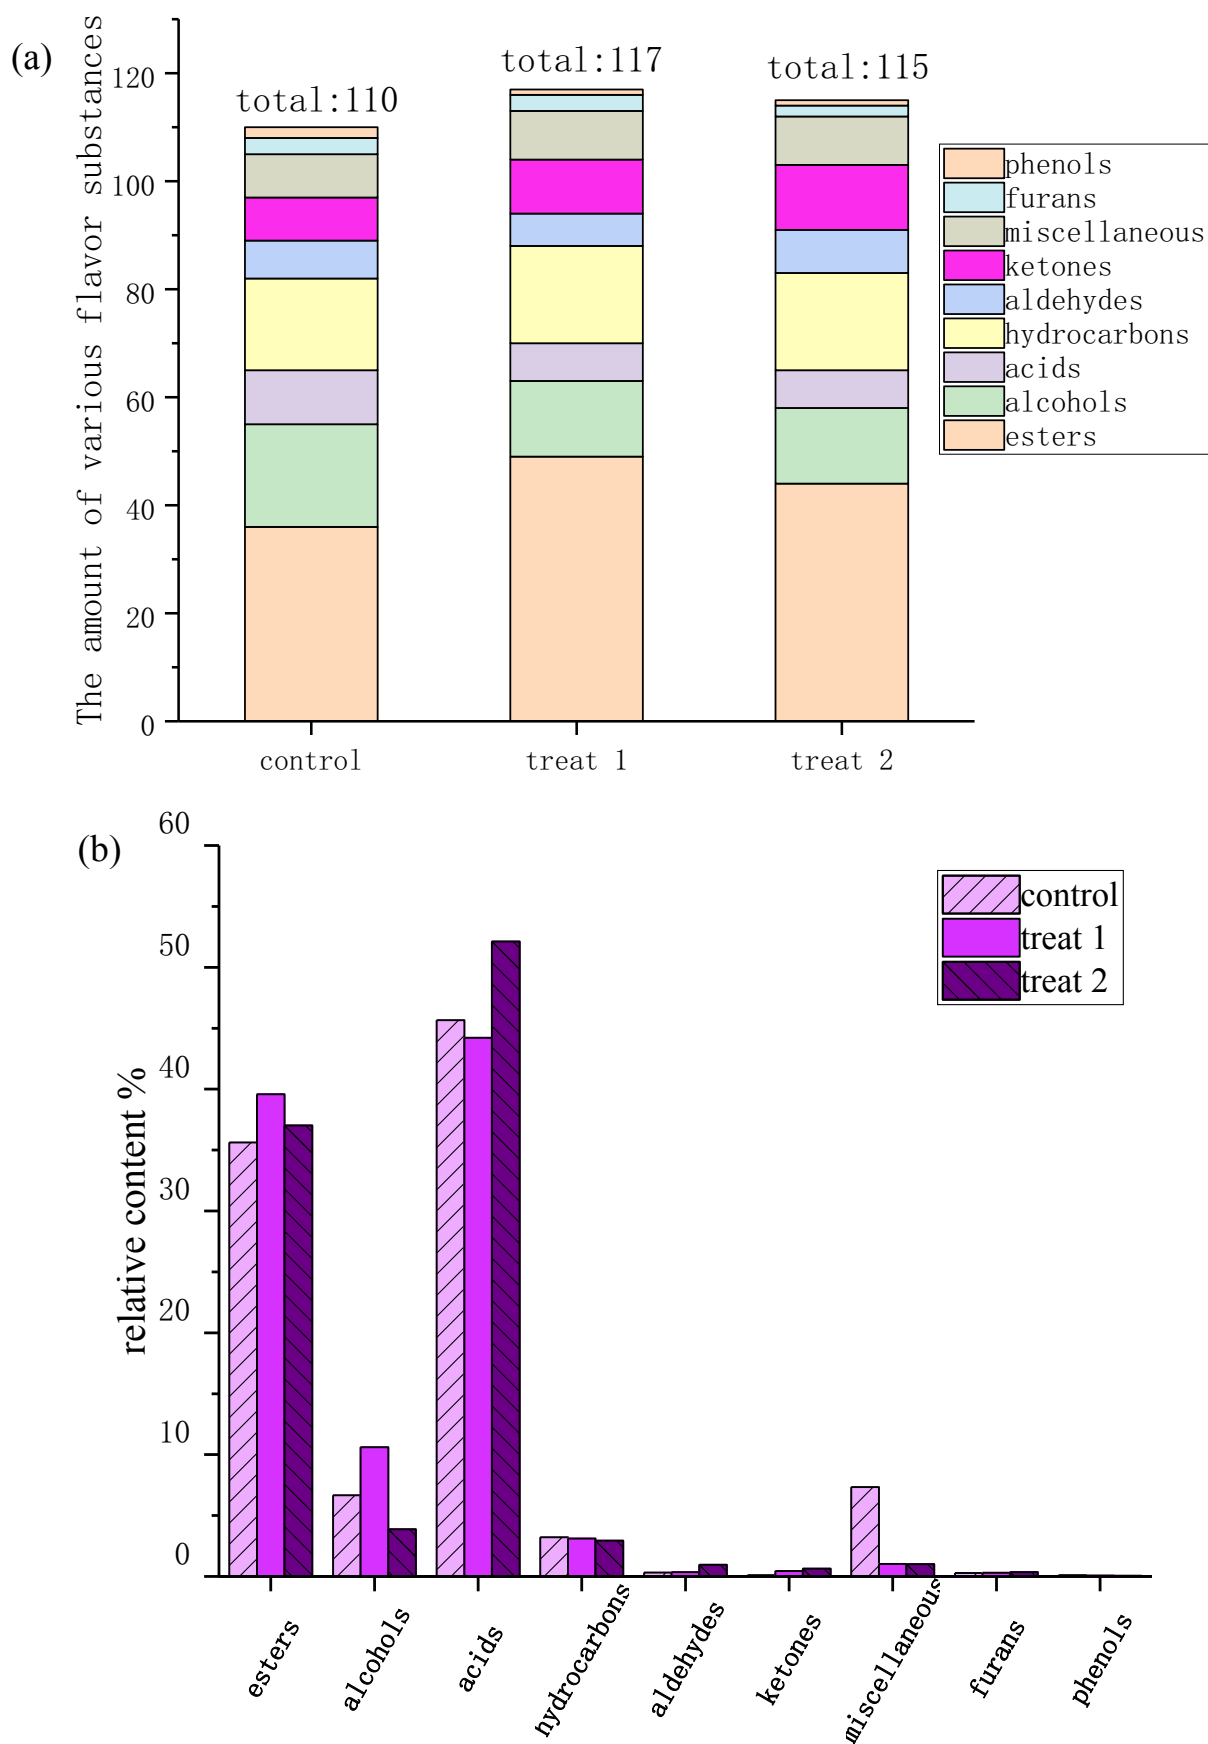 (a)
The amount of various flavor substances
120
100
80
60
40
20
0
total:110
total:117
total:115
control
treat 1
treat 2
phenols
furans
miscellaneous
ketones
aldehydes
hydrocarbons
acids
alcohols
esters
(b)
relative content %
60
50
40
30
20
10
0
control
treat 1
treat 2
esters
alcohols
acids
hydrocarbons
aldehydes
ketones
miscellaneous
furans
phenols